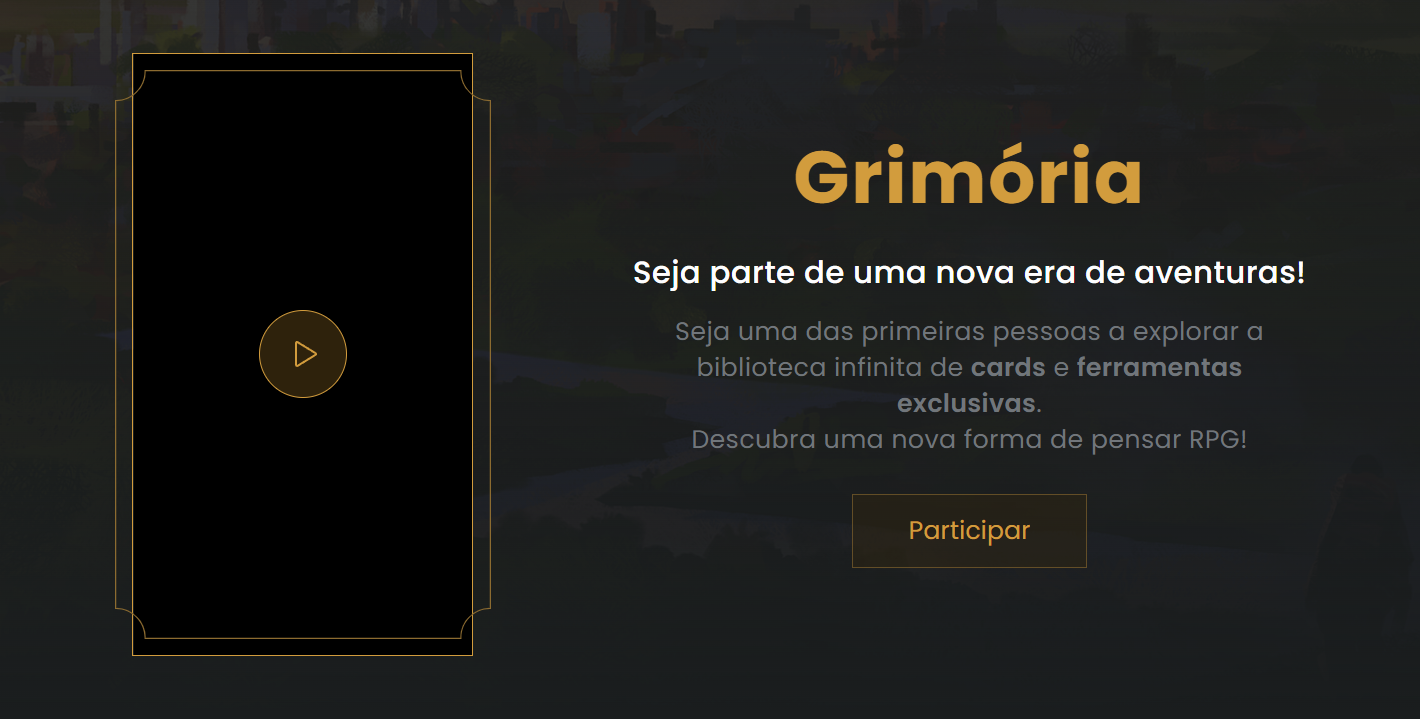 Grimória
Seja parte de uma nova era de aventuras!
Seja uma das primeiras pessoas a explorar a
biblioteca infinita de cards e ferramentas
exclusivas.
Descubra uma nova forma de pensar RPG!
Participar